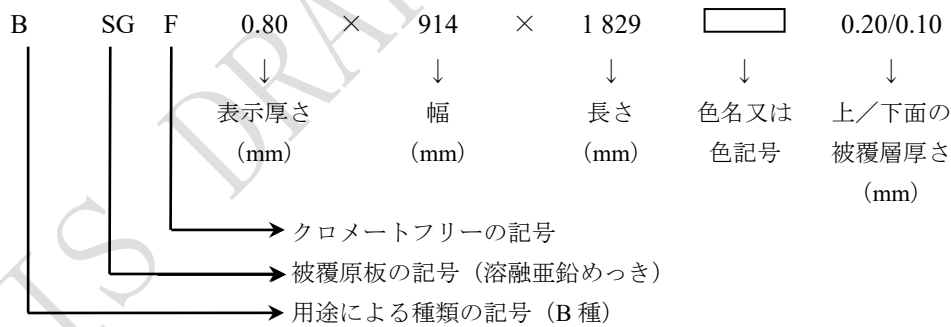 B SG F 0.80 × 914 × 1 829 0.20/0.10
↓ ↓ ↓ ↓ ↓
表示厚さ 幅 長さ 色名又は 上／下面の
（mm） （mm） （mm） 色記号 被覆層厚さ
（mm）
クロメートフリーの記号
被覆原板の記号（溶融亜鉛めっき）
用途による種類の記号（B 種）